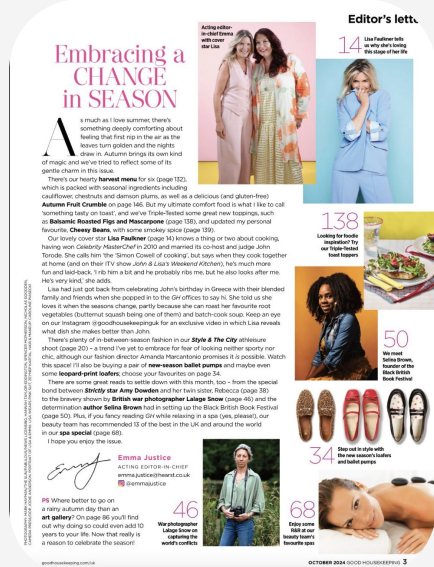 Editor's lett
Embracing a
CHANGE
in SEASON
As much as I love summer, there's
something deeply comforting about
feeling that first nip in the air as the
leaves turn golden and the nights
draw in. Autumn brings its own kind
of magic and we've tried to reflect some of its
gentle charm in this issue.
There's our hearty harvest menu for six (page 132),
which is packed with seasonal ingredients including
cauliflower, chestnuts and damson plums, as well as a delicious (and gluten-free)
Autumn Fruit Crumble on page 146. But my ultimate comfort food is what I like to call
'something tasty on toast', and we've Triple-Tested some great new toppings, such
as Balsamic Roasted Figs and Mascarpone (page 138), and updated my personal
favourite, Cheesy Beans, with some smokey spice (page 139).
Our lovely cover star Lisa Faulkner (page 14) knows a thing or two about cooking,
having won Celebrity MasterChef in 2010 and married its co-host and judge John
Torode. She calls him 'the 'Simon Cowell of cooking', but says when they cook together
at home (and on their ITV show John & Lisa's Weekend Kitchen), he's much more
fun and laid-back. 'I rib him a bit and he probably ribs me, but he also looks after me.
He's very kind,' she adds.
Lisa had just got back from celebrating John's birthday in Greece with their blended
family and friends when she popped in to the GH offices to say hi. She told us she
loves it when the seasons change, partly because she can roast her favourite root
vegetables (butternut squash being one of them) and batch-cook soup. Keep an eye
on our Instagram @goodhousekeepinguk for an exclusive video in which Lisa reveals
what dish she makes better than John.
There's plenty of in-between-season fashion in our Style & The City athleisure
shoot (page 20) – a trend I've yet to embrace for fear of looking neither sporty nor
chic, although our fashion director Amanda Marcantonio promises it is possible. Watch
this space! I'll also be buying a pair of new-season ballet pumps and maybe even
some leopard-print loafers; choose your favourites on page 34.
There are some great reads to settle down with this month, too – from the special
bond between Strictly star Amy Dowden and her twin sister, Rebecca (page 38)
to the bravery shown by British war photographer Lalage Snow (page 46) and the
determination author Selina Brown had in setting up the Black British Book Festival
(page 50). Plus, if you fancy reading GH while relaxing in a spa (yes, please!), our
beauty team has recommended 13 of the best in the UK and around the world
in our spa special (page 68).
I hope you enjoy the issue.
Emma Justice
ACTING EDITOR-IN-CHIEF
emma.justice@hearst.co.uk
@emmajustice
PS Where better to go on
a rainy autumn day than an
art gallery? On page 86 you'll find
out why doing so could even add 10
years to your life. Now that really is
a reason to celebrate the season!
Acting editor-
in-chief Emma
with cover
star Lisa
14
Lisa Faulkner tells
us why she's loving
this stage of her life
138
Looking for foodie
inspiration? Try
our Triple-Tested
toast toppers
50
We meet
Selina Brown,
founder of the
Black British
Book Festival
34
Step out in style with
the new season's loafers
and ballet pumps
46
War photographer
Lalage Snow on
capturing the
world's conflicts
68
Enjoy some
R&R at our
beauty team's
favourite spas
goodhousekeeping.com/uk
OCTOBER 2024 GOOD HOUSEKEEPING 3